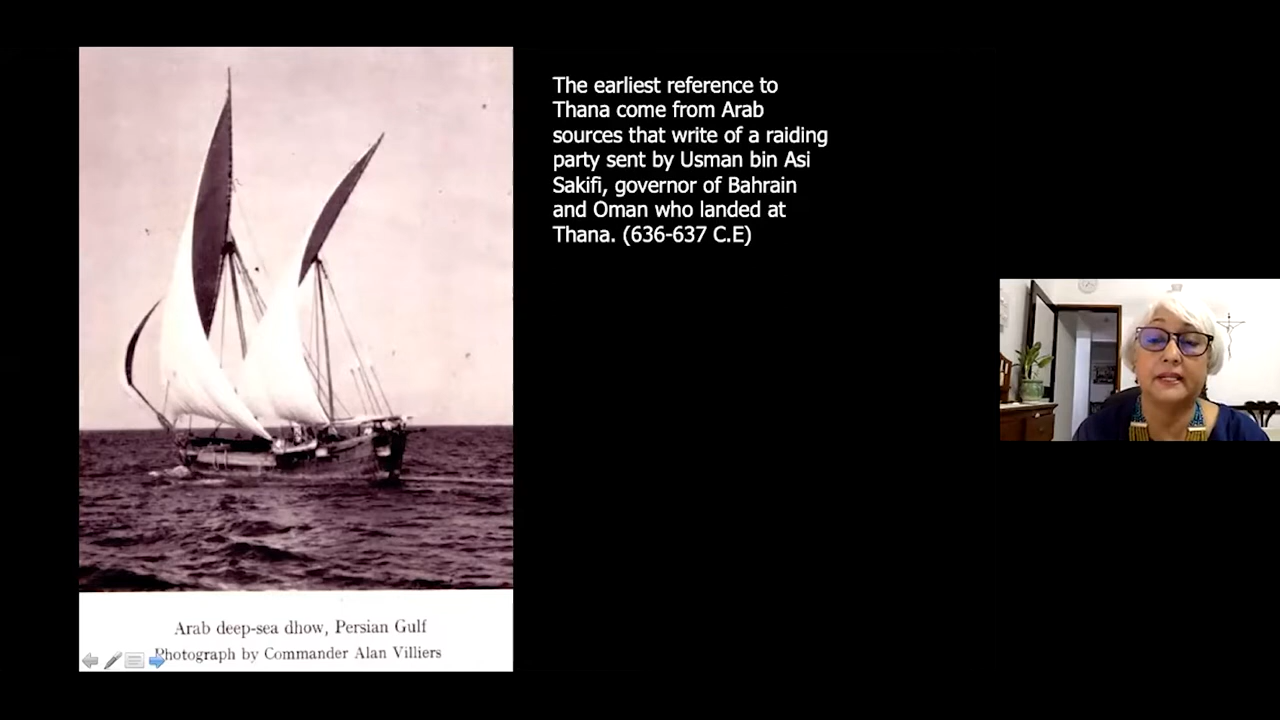 The earliest reference to
Thana come from Arab
sources that write of a raiding
party sent by Usman bin Asi
Sakifi, governor of Bahrain
and Oman who landed at
Thana. (636-637 C.E)
Arab deep-sea dhow, Persian Gulf
Photograph by Commander Alan Villiers